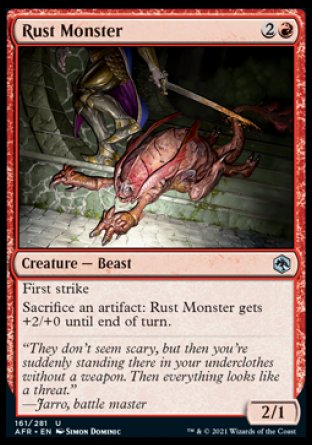 Rust Monster 2
Creature — Beast
First strike
Sacrifice an artifact: Rust Monster gets
+2/+0 until end of turn.
“They don’t seem scary, but then you’re
suddenly standing there in your underclothes
without a weapon. Then everything looks like
a threat.”
—Jarro, battle master
2/1
161/281 U
AFR • EN SIMON DOMINIC
™ & © 2021 Wizards of the Coast